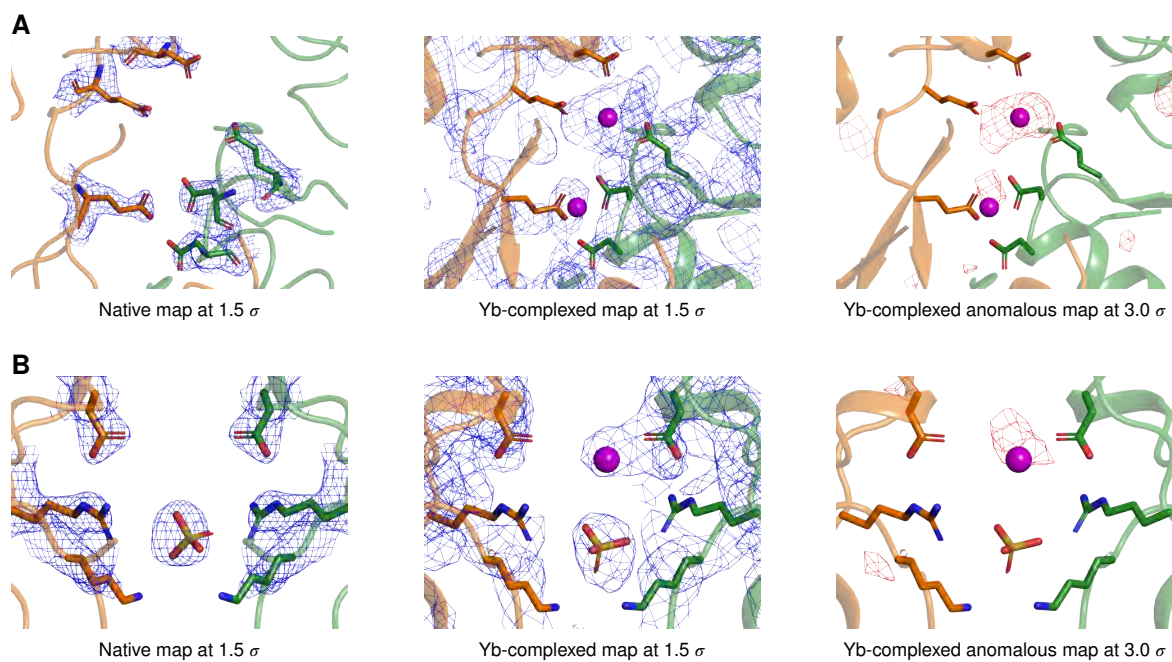 A
Native map at 1.5 σ
Yb-complexed map at 1.5 σ
Yb-complexed anomalous map at 3.0 σ
B
Native map at 1.5 σ
Yb-complexed map at 1.5 σ
Yb-complexed anomalous map at 3.0 σ